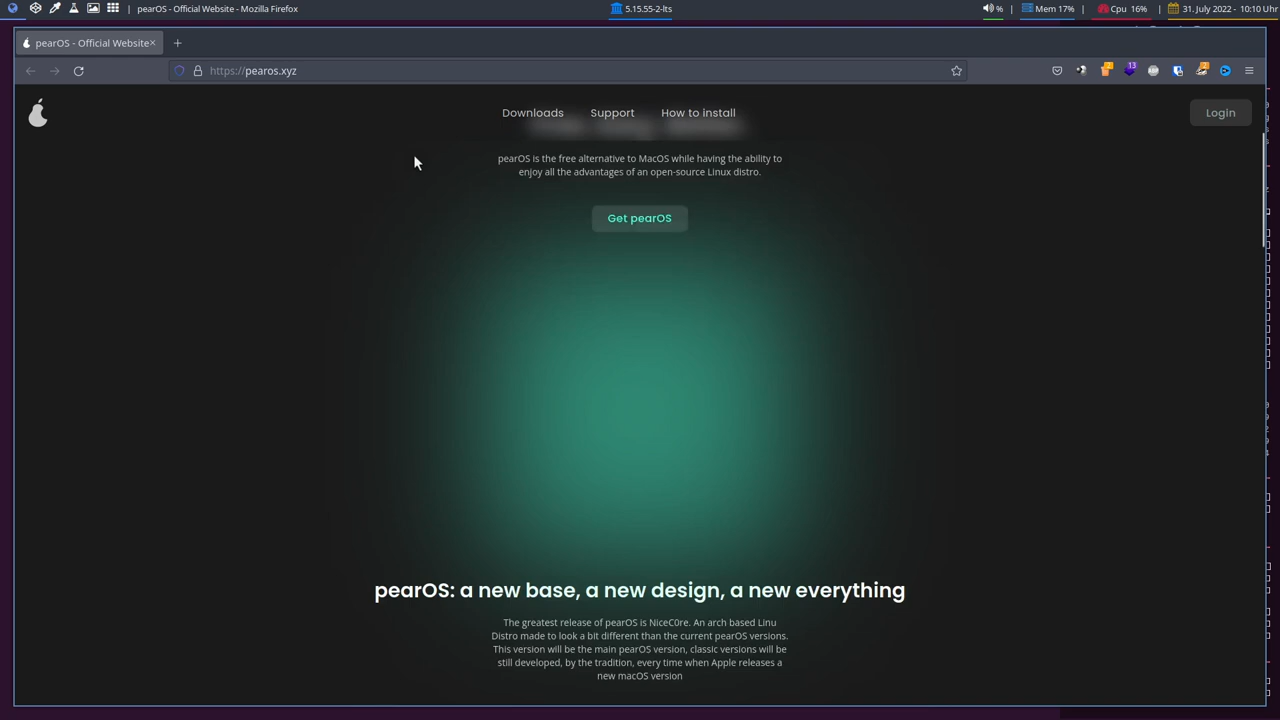 pearOS - Official Website - Mozilla Firefox
5.15.55-2-lts
% | Mem 17% | Cpu 16% | 31. July 2022 - 10:10 Uhr
pearOS - Official Website
https://pearos.xyz
13
2
Downloads Support How to install
Login
pearOS is the free alternative to MacOS while having the ability to
enjoy all the advantages of an open-source Linux distro.
Get pearOS
pearOS: a new base, a new design, a new everything
The greatest release of pearOS is NiceC0re. An arch based Linu
Distro made to look a bit different than the current pearOS versions.
This version will be the main pearOS version, classic versions will be
still developed, by the tradition, every time when Apple releases a
new macOS version